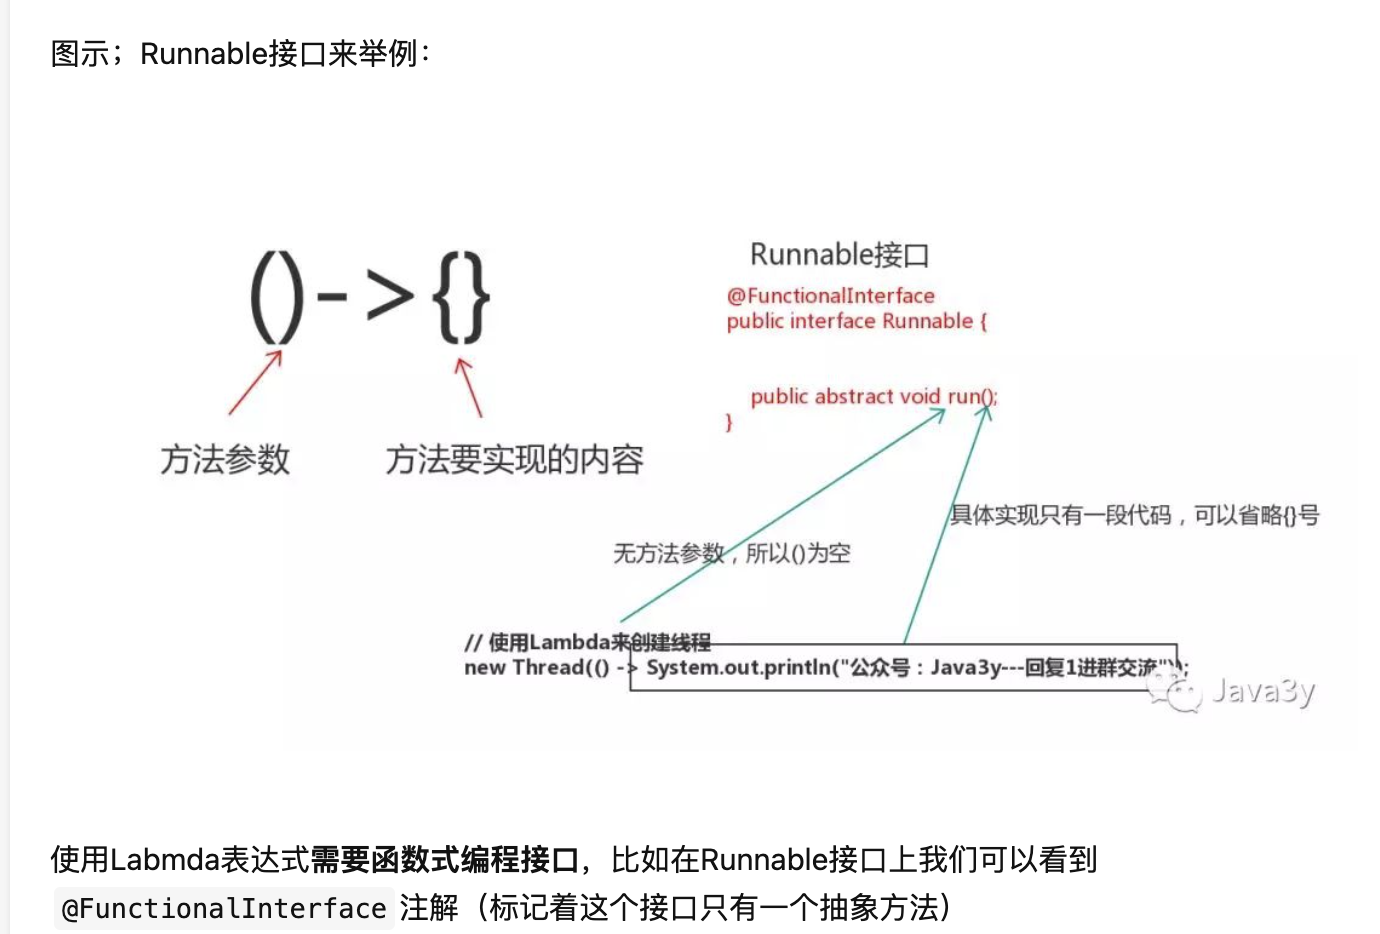 图示；Runnable接口来举例：
()->{}
方法参数
方法要实现的内容
Runnable接口
@FunctionalInterface
public interface Runnable {
public abstract void run();
}
具体实现只有一段代码，可以省略{}号
无方法参数，所以()为空
// 使用Lambda来创建线程
new Thread(() -> System.out.println("公众号：Java3y---回复1进群交流"));
Java3y
使用Labmda表达式需要函数式编程接口，比如在Runnable接口上我们可以看到
@FunctionalInterface 注解（标记着这个接口只有一个抽象方法）